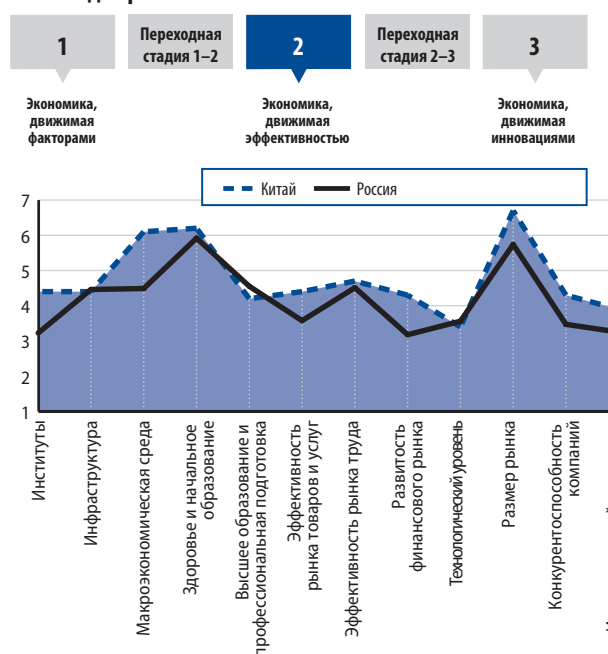 1
Переходная
стадия 1–2
2
Переходная
стадия 2–3
3
Экономика,
движимая
факторами
Экономика,
движимая
эффективностью
Экономика,
движимая
инновациями
Китай
Россия
7
6
5
4
3
2
1
Институты
Инфраструктура
Макроэкономическая среда
Здоровье и начальное
образование
Высшее образование и
профессиональная подготовка
Эффективность
рынка товаров и услуг
Эффективность рынка труда
Развитость
финансового рынка
Технологический уровень
Размер рынка
Конкурентоспособность
компаний